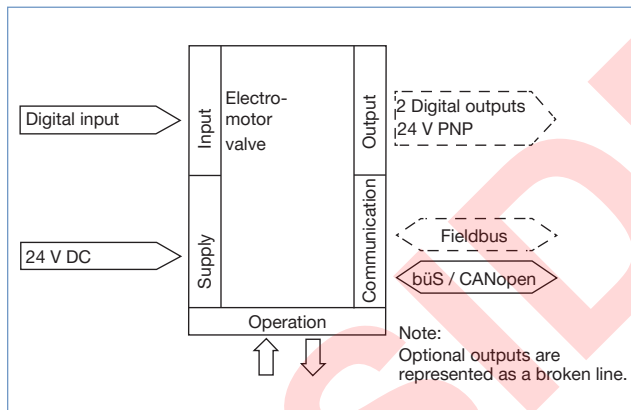 Digital input
Input
Electro-
motor
valve
Output
2 Digital outputs
24 V PNP
24 V DC
Supply
Communication
Fieldbus
büS / CANopen
Operation
Note:
Optional outputs are
represented as a broken line.